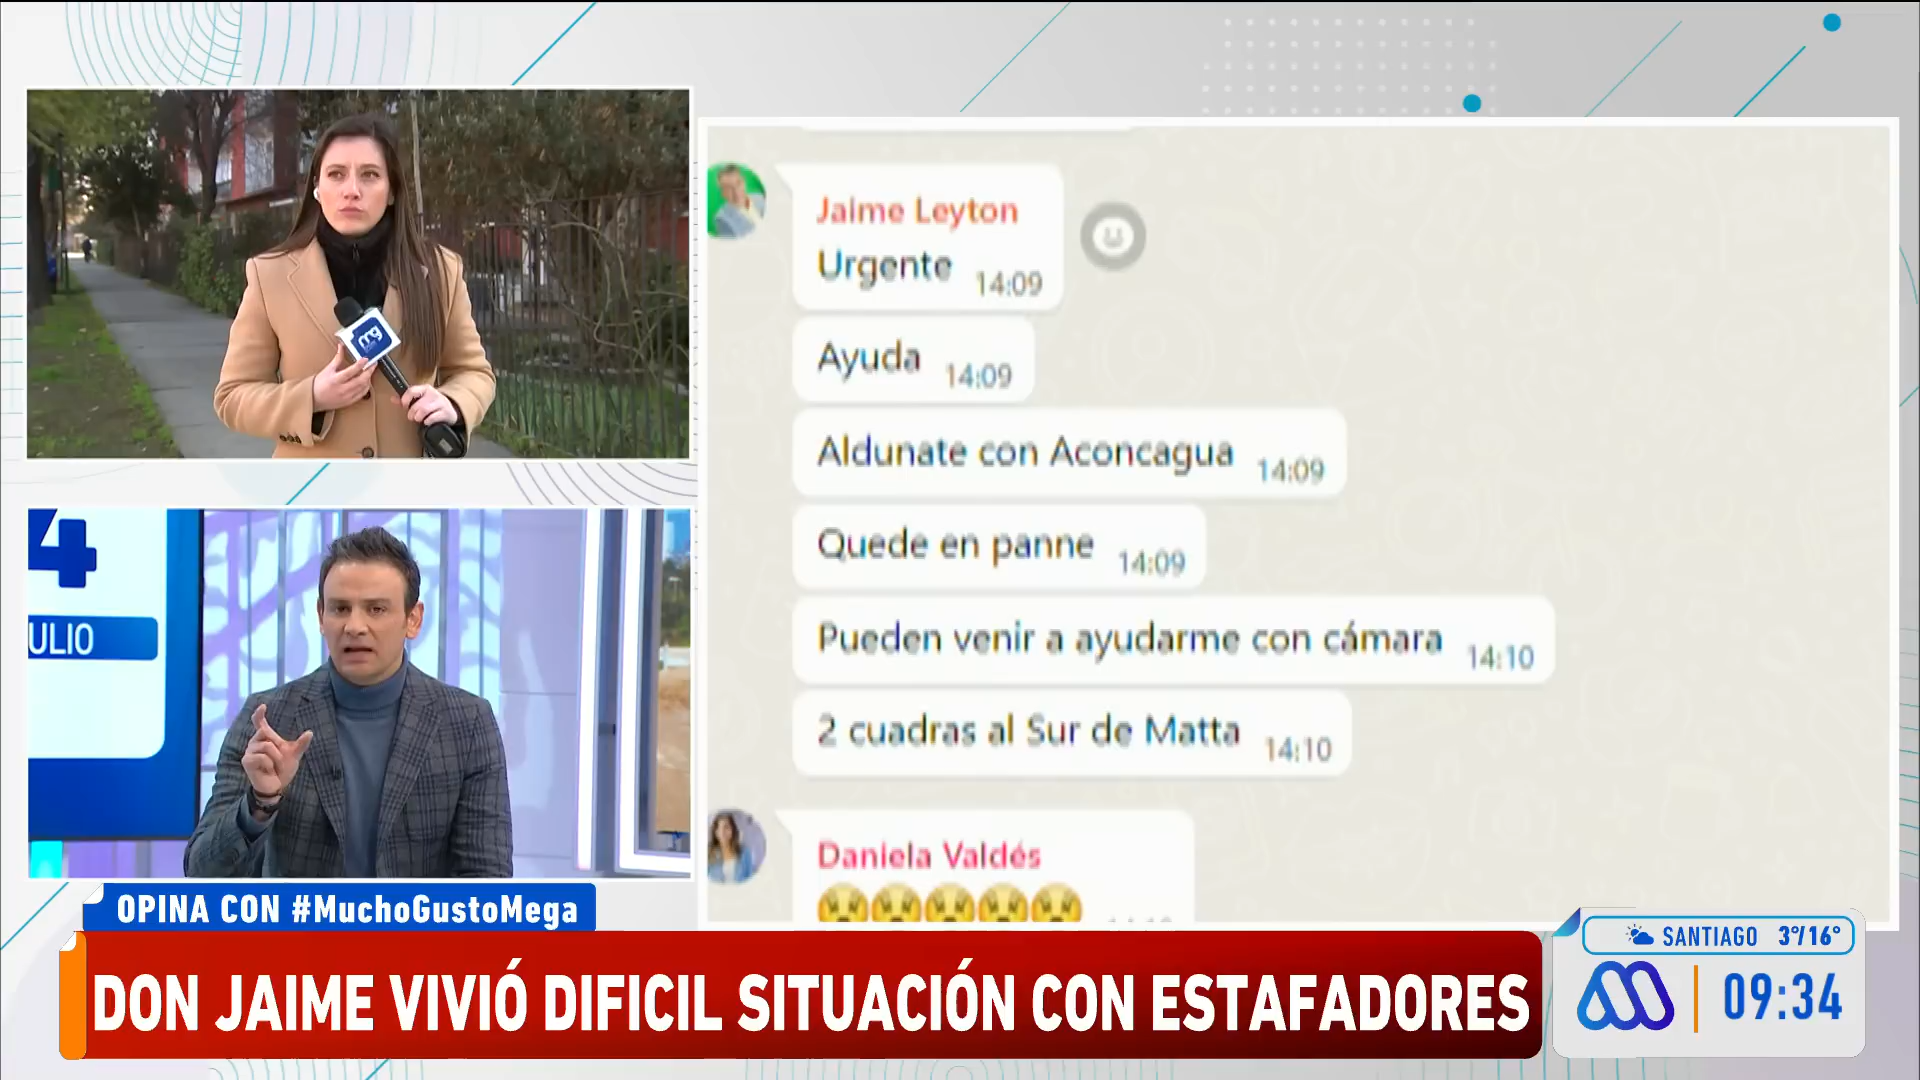 mg
4
ULIO
Jaime Leyton
Urgente 14:09
Ayuda 14:09
Aldunate con Aconcagua 14:09
Quede en panne 14:09
Pueden venir a ayudarme con cámara 14:10
2 cuadras al Sur de Matta 14:10
Daniela Valdés
OPINA CON #MuchoGustoMega
DON JAIME VIVIÓ DIFICIL SITUACIÓN CON ESTAFADORES
SANTIAGO 3°/16°
09:34